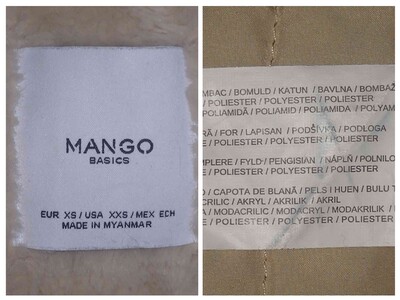 MANGO
BASICS
EUR XS / USA XXS / MEX ECH
MADE IN MYANMAR
MBAC / BOMULD / KATUN / BAVLNA / BOMBAŽ
/ POLIESTER / POLYESTER / POLIESTER
POLIAMIDĂ / POLIAMID / POLIAMIDA / POLYAM
RĂ / FOR / LAPISAN / PODŠÍVKA / PODLOGA
/ POLIESTER / POLYESTER / POLIESTER
MPLERE / FYLD / PENGISIAN / NÁPLŇ / POLNILO
/ POLIESTER / POLYESTER / POLIESTER
/ CAPOTA DE BLANĂ / PELS I HUEN / BULU T
CRILIC / AKRYL / AKRILIK / AKRIL
A / MODACRILIC / MODACRYL / MODAKRILIK /
E / POLIESTER / POLYESTER / POLIESTER